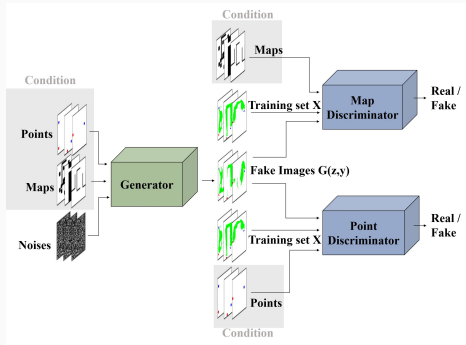 Condition
Maps
Condition
Real /
Fake
Map
Discriminator
Training set X
Points
Generator
Fake Images G(z,y)
Maps
Noises
Point
Discriminator
Real /
Fake
Training set X
Points
Condition